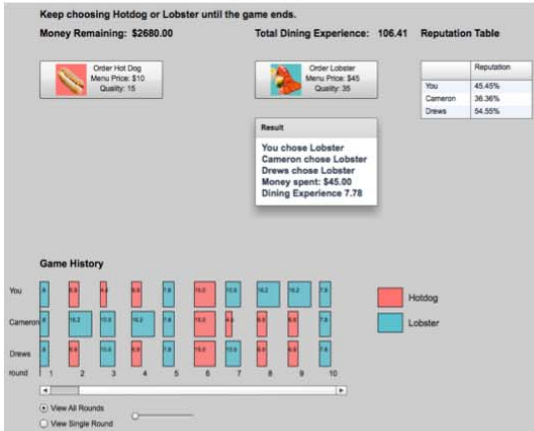 Keep choosing Hotdog or Lobster until the game ends.
Money Remaining: $2680.00 Total Dining Experience: 106.41 Reputation Table
Order Hot Dog
Menu Price: $10
Quality: 15
Order Lobster
Menu Price: $45
Quality: 35
Reputation
You 45.45%
Cameron 36.36%
Drews 54.55%
Result
You chose Lobster
Cameron chose Lobster
Drews chose Lobster
Money spent: $45.00
Dining Experience 7.78
Game History
You
Cameron
Drews
round 1 2 3 4 5 6 7 8 9 10
Hotdog
Lobster
View All Rounds
View Single Round